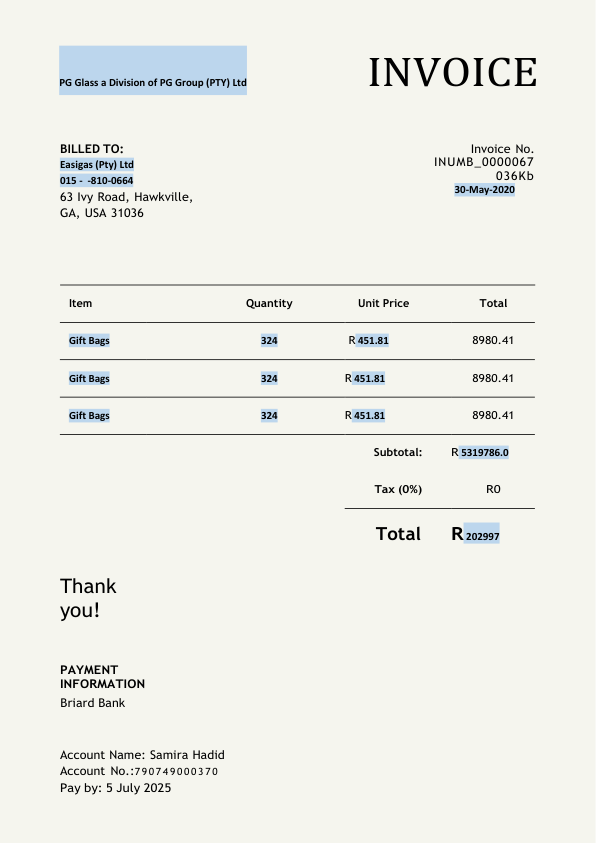 PG Glass a Division of PG Group (PTY) Ltd
INVOICE
BILLED TO:
Easigas (Pty) Ltd
015 -  -810-0664
63 Ivy Road, Hawkville,
GA, USA 31036
Invoice No.
INUMB_0000067
036Kb
30-May-2020
Item Quantity Unit Price Total
Gift Bags 324 R 451.81 8980.41
Gift Bags 324 R 451.81 8980.41
Gift Bags 324 R 451.81 8980.41
Subtotal: R 5319786.0
Tax (0%) R0
Total R 202997
Thank
you!
PAYMENT
INFORMATION
Briard Bank
Account Name: Samira Hadid
Account No.:790749000370
Pay by: 5 July 2025